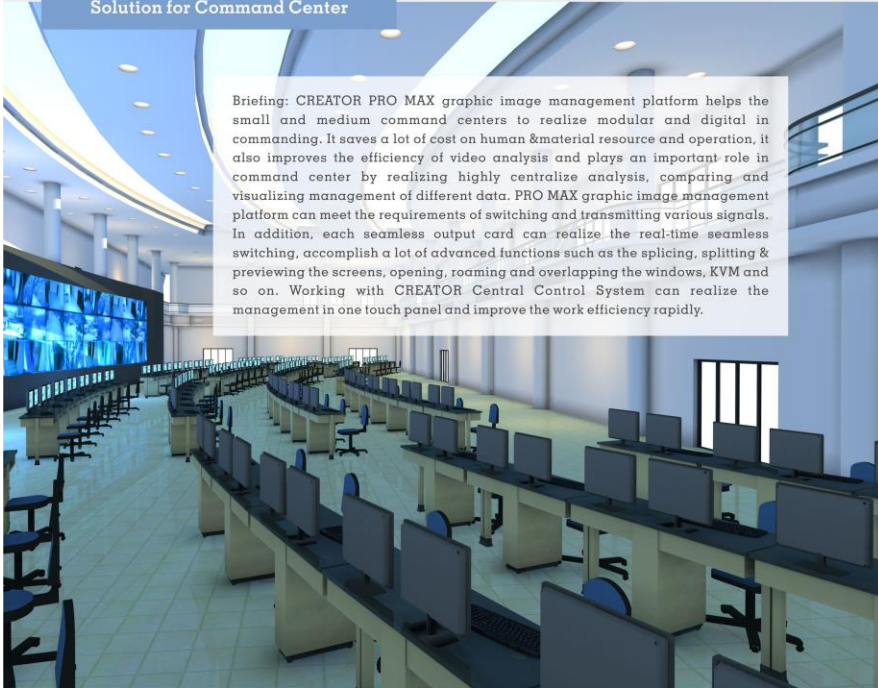 Solution for Command Center
Briefing: CREATOR PRO MAX graphic image management platform helps the
small and medium command centers to realize modular and digital in
commanding. It saves a lot of cost on human &material resource and operation, it
also improves the efficiency of video analysis and plays an important role in
command center by realizing highly centralize analysis, comparing and
visualizing management of different data. PRO MAX graphic image management
platform can meet the requirements of switching and transmitting various signals.
In addition, each seamless output card can realize the real-time seamless
switching, accomplish a lot of advanced functions such as the splicing, splitting &
previewing the screens, opening, roaming and overlapping the windows, KVM and
so on. Working with CREATOR Central Control System can realize the
management in one touch panel and improve the work efficiency rapidly.